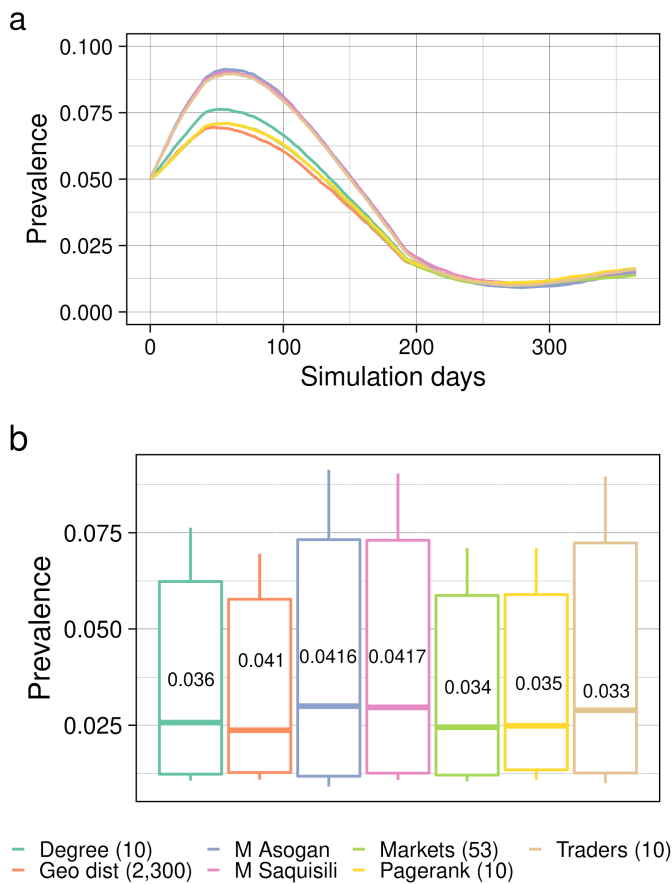 a
0.100
0.075
0.050
0.025
0.000
Prevalence
0 100 200 300
Simulation days
b
0.075
0.050
0.025
Prevalence
0.036 0.041 0.0416 0.0417 0.034 0.035 0.033
Degree (10) M Asogan Markets (53) Traders (10)
Geo dist (2,300) M Saquisili Pagerank (10)